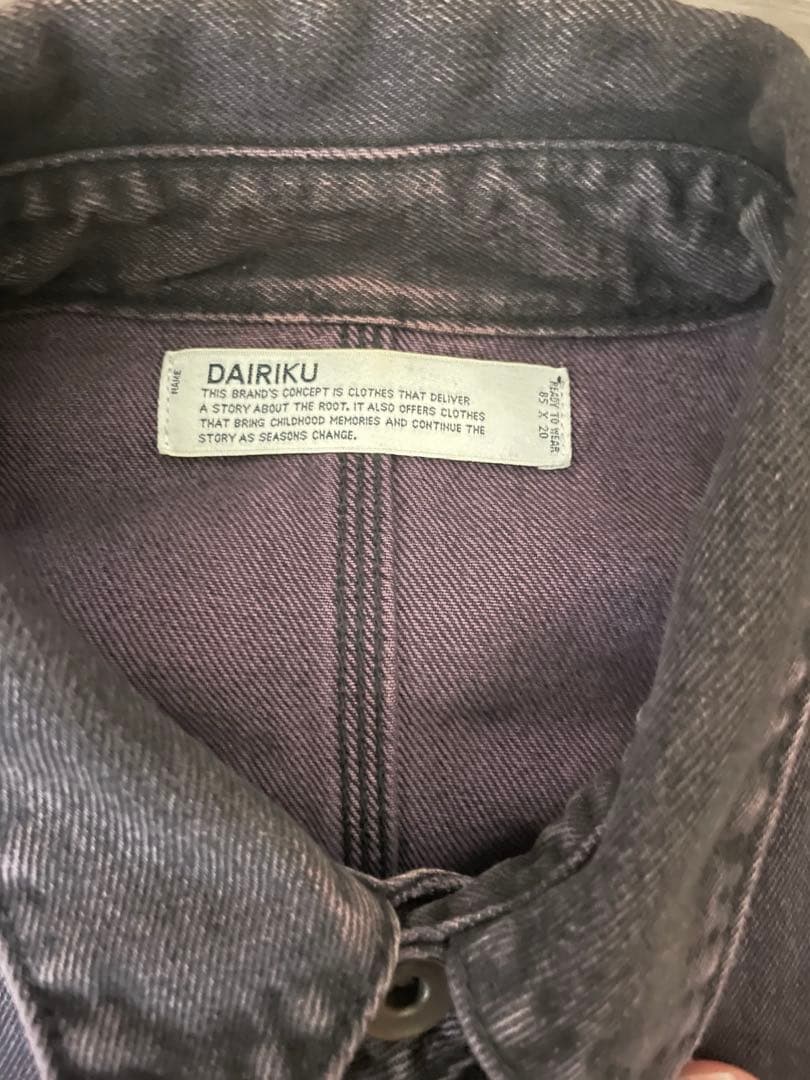 NAME
DAIRIKU
THIS BRAND'S CONCEPT IS CLOTHES THAT DELIVER
A STORY ABOUT THE ROOT. IT ALSO OFFERS CLOTHES
THAT BRING CHILDHOOD MEMORIES AND CONTINUE THE
STORY AS SEASONS CHANGE.
READY TO WEAR
85 X 20